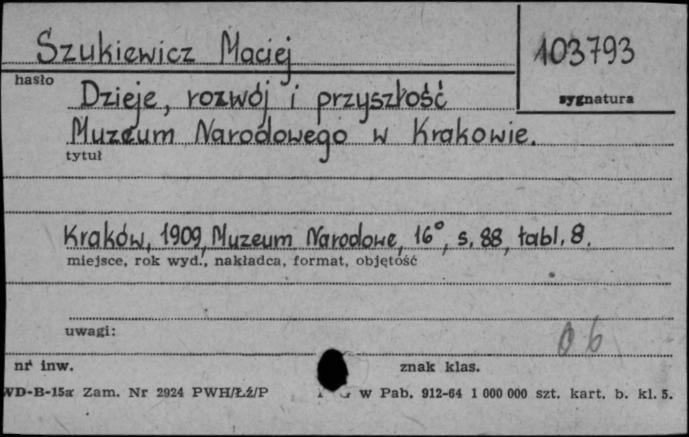 Szukiewicz Maciej
103793
hasło
sygnatura
Dzieje, rozwój i przyszłość
Muzeum Narodowego w Krakowie.
tytuł
Kraków, 1909, Muzeum Narodowe, 16°, s. 88, tabl. 8.
miejsce, rok wyd., nakładca, format, objętość
uwagi:
06
nr inw.
znak klas.
WD-B-15a Zam. Nr 2924 PWH/Łź/P w Pab. 912-64 1 000 000 szt. kart. b. kl. 5.